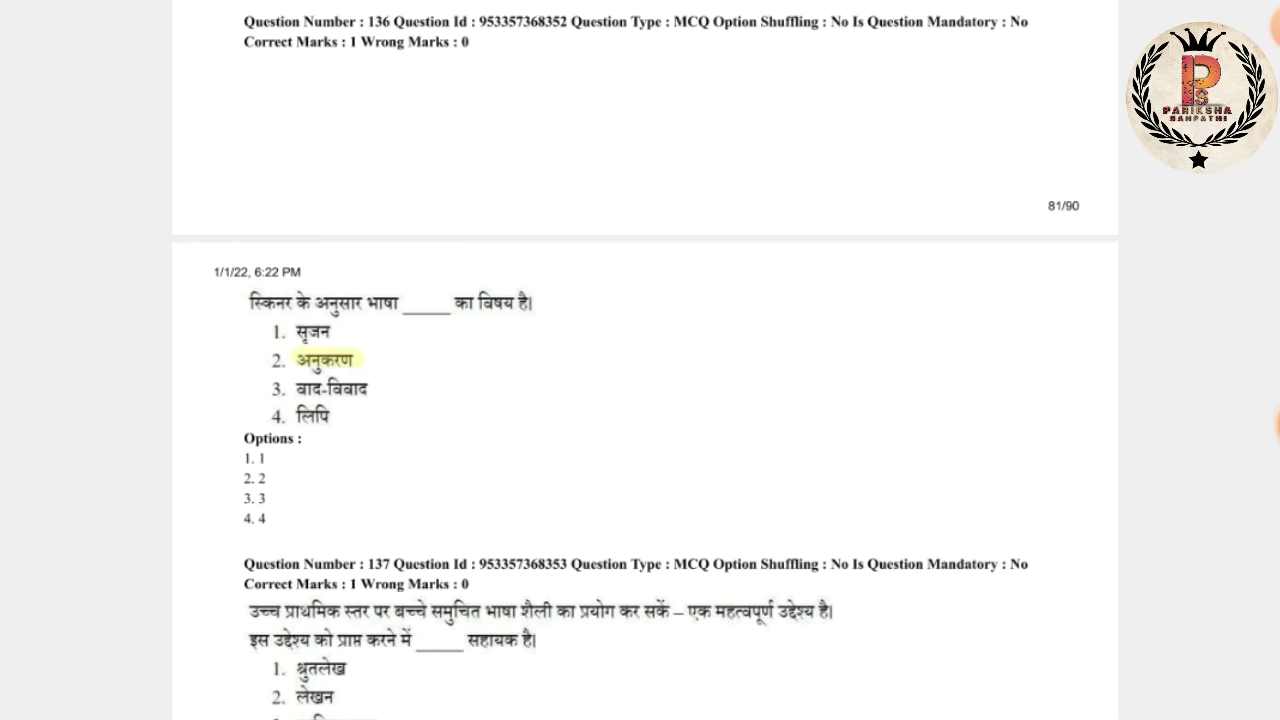 Question Number : 136 Question Id : 953357368352 Question Type : MCQ Option Shuffling : No Is Question Mandatory : No
Correct Marks : 1 Wrong Marks : 0
PARIKSHA
SANPATHI
81/90
1/1/22, 6:22 PM
स्किनर के अनुसार भाषा _____ का विषय है।
1. सृजन
2. अनुकरण
3. वाद-विवाद
4. लिपि
Options :
1. 1
2. 2
3. 3
4. 4
Question Number : 137 Question Id : 953357368353 Question Type : MCQ Option Shuffling : No Is Question Mandatory : No
Correct Marks : 1 Wrong Marks : 0
उच्च प्राथमिक स्तर पर बच्चे समुचित भाषा शैली का प्रयोग कर सकें – एक महत्वपूर्ण उद्देश्य है।
इस उद्देश्य को प्राप्त करने में _____ सहायक है।
1. श्रुतलेख
2. लेखन